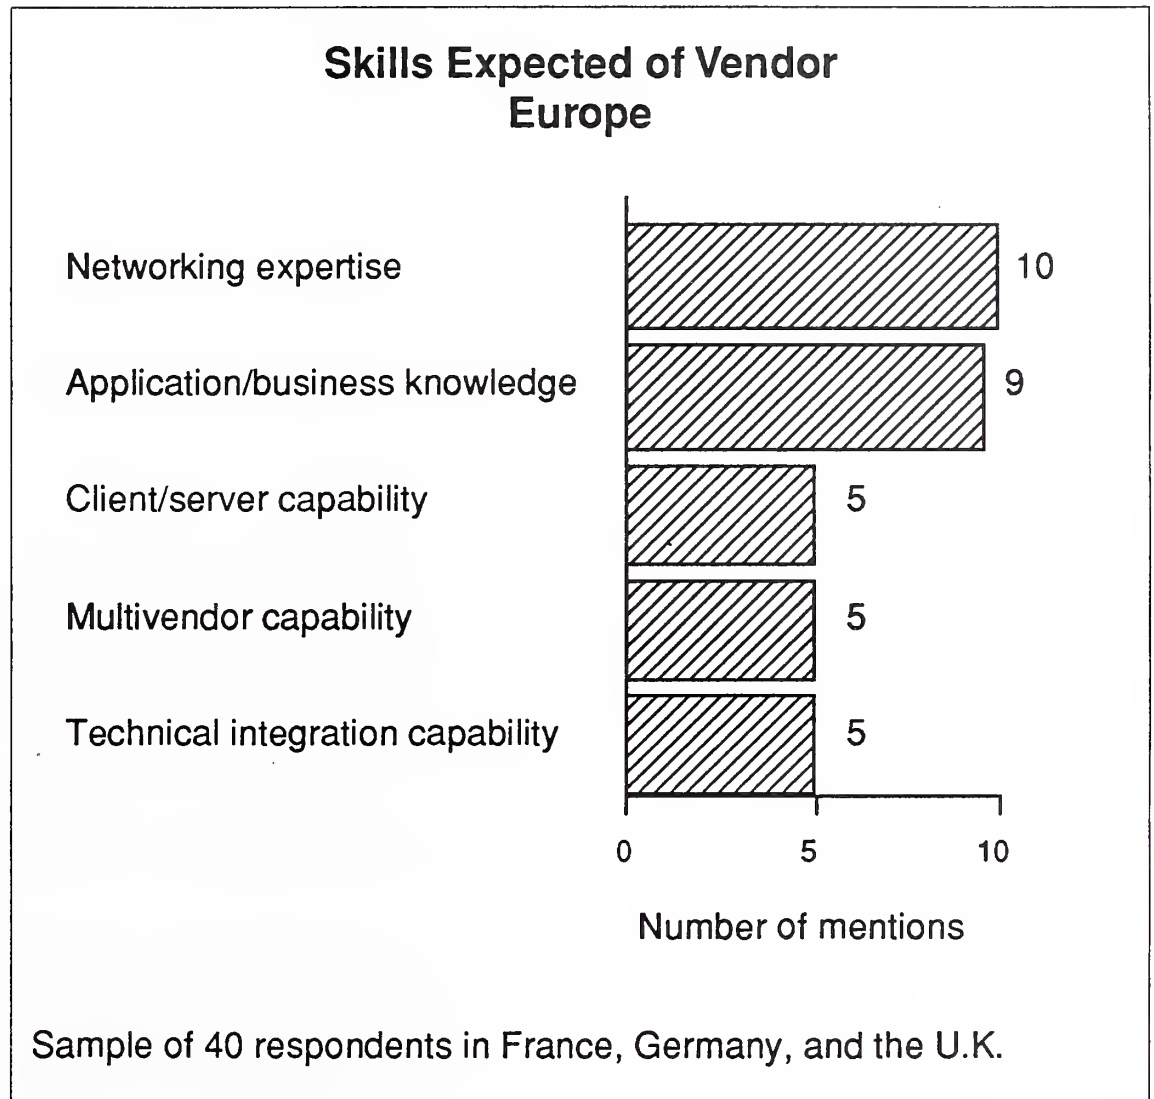 Skills Expected of Vendor
Europe
Networking expertise 10
Application/business knowledge 9
Client/server capability 5
Multivendor capability 5
Technical integration capability 5
0 5 10
Number of mentions
Sample of 40 respondents in France, Germany, and the U.K.